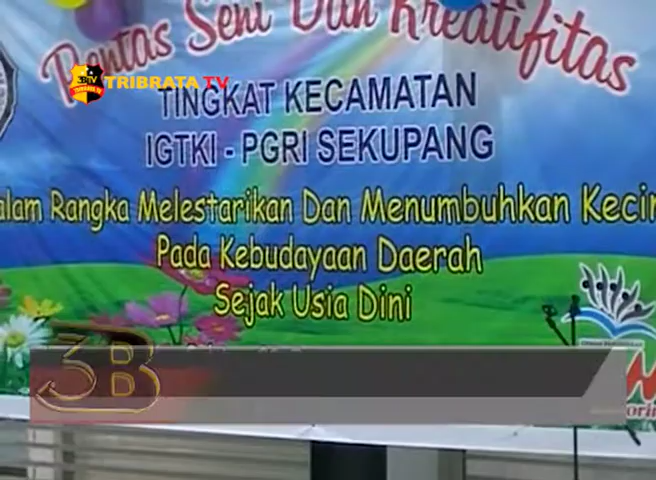 Pentas Seni Dan Kreatifitas
TRIBRATA TV
TINGKAT KECAMATAN
IGTKI - PGRI SEKUPANG
alam Rangka Melestarikan Dan Menumbuhkan Kecin
Pada Kebudayaan Daerah
Sejak Usia Dini
3B